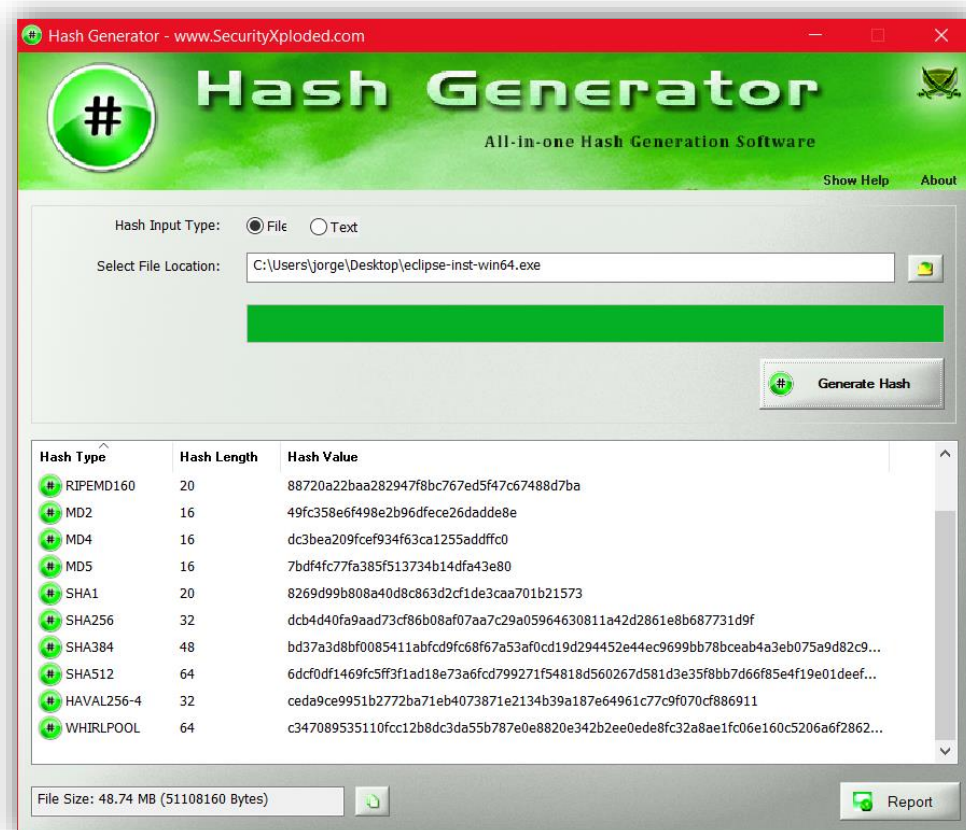 Hash Generator - www.SecurityXploded.com
Hash Generator
All-in-one Hash Generation Software
Show Help About
Hash Input Type: File Text
Select File Location: C:\Users\jorge\Desktop\eclipse-inst-win64.exe
# Generate Hash
Hash Type Hash Length Hash Value
# RIPEMD160 20 88720a22baa282947f8bc767ed5f47c67488d7ba
# MD2 16 49fc358e6f498e2b96dfece26dadde8e
# MD4 16 dc3bea209fcef934f63ca1255addffc0
# MD5 16 7bdf4fc77fa385f513734b14dfa43e80
# SHA1 20 8269d99b808a40d8c863d2cf1de3caa701b21573
# SHA256 32 dcb4d40fa9aad73cf86b08af07aa7c29a05964630811a42d2861e8b687731d9f
# SHA384 48 bd37a3d8bf0085411abfcd9fc68f67a53af0cd19d294452e44ec9699bb78bceab4a3eb075a9d82c9...
# SHA512 64 6dcf0df1469fc5ff3f1ad18e73a6fcd799271f54818d560267d581d3e35f8bb7d66f85e4f19e01deef...
# HAVAL256-4 32 ceda9ce9951b2772ba71eb4073871e2134b39a187e64961c77c9f070cf886911
# WHIRLPOOL 64 c347089535110fcc12b8dc3da55b787e0e8820e342b2ee0ede8fc32a8ae1fc06e160c5206a6f2862...
File Size: 48.74 MB (51108160 Bytes) Report